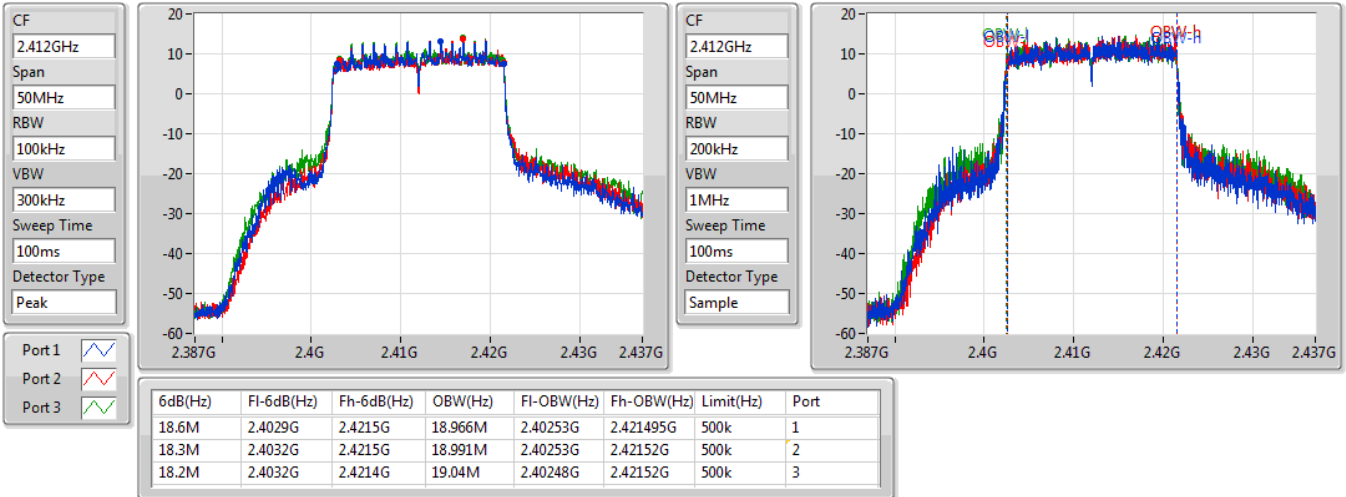 CF
2.412GHz
Span
50MHz
RBW
100kHz
VBW
300kHz
Sweep Time
100ms
Detector Type
Peak
20
10
0
-10
-20
-30
-40
-50
-60
2.387G 2.4G 2.41G 2.42G 2.43G 2.437G
CF
2.412GHz
Span
50MHz
RBW
200kHz
VBW
1MHz
Sweep Time
100ms
Detector Type
Sample
20
10
0
-10
-20
-30
-40
-50
-60
OBW-l OBW-h
OBW-h
2.387G 2.4G 2.41G 2.42G 2.43G 2.437G
Port 1
Port 2
Port 3
6dB(Hz) Fl-6dB(Hz) Fh-6dB(Hz) OBW(Hz) Fl-OBW(Hz) Fh-OBW(Hz) Limit(Hz) Port
18.6M 2.4029G 2.4215G 18.966M 2.40253G 2.421495G 500k 1
18.3M 2.4032G 2.4215G 18.991M 2.40253G 2.42152G 500k 2
18.2M 2.4032G 2.4214G 19.04M 2.40248G 2.42152G 500k 3